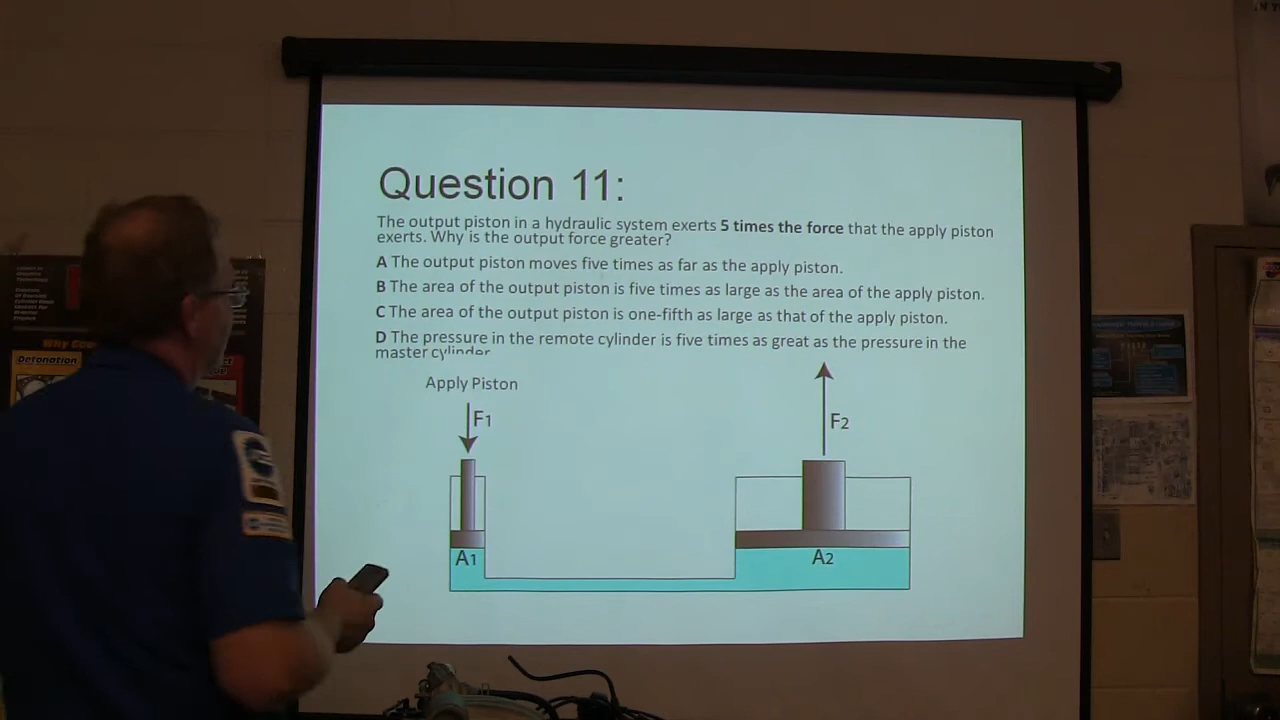 Question 11:
The output piston in a hydraulic system exerts 5 times the force that the apply piston
exerts. Why is the output force greater?
A The output piston moves five times as far as the apply piston.
B The area of the output piston is five times as large as the area of the apply piston.
C The area of the output piston is one-fifth as large as that of the apply piston.
D The pressure in the remote cylinder is five times as great as the pressure in the
master cylinder
Apply Piston
F1
F2
A1
A2
Detonation